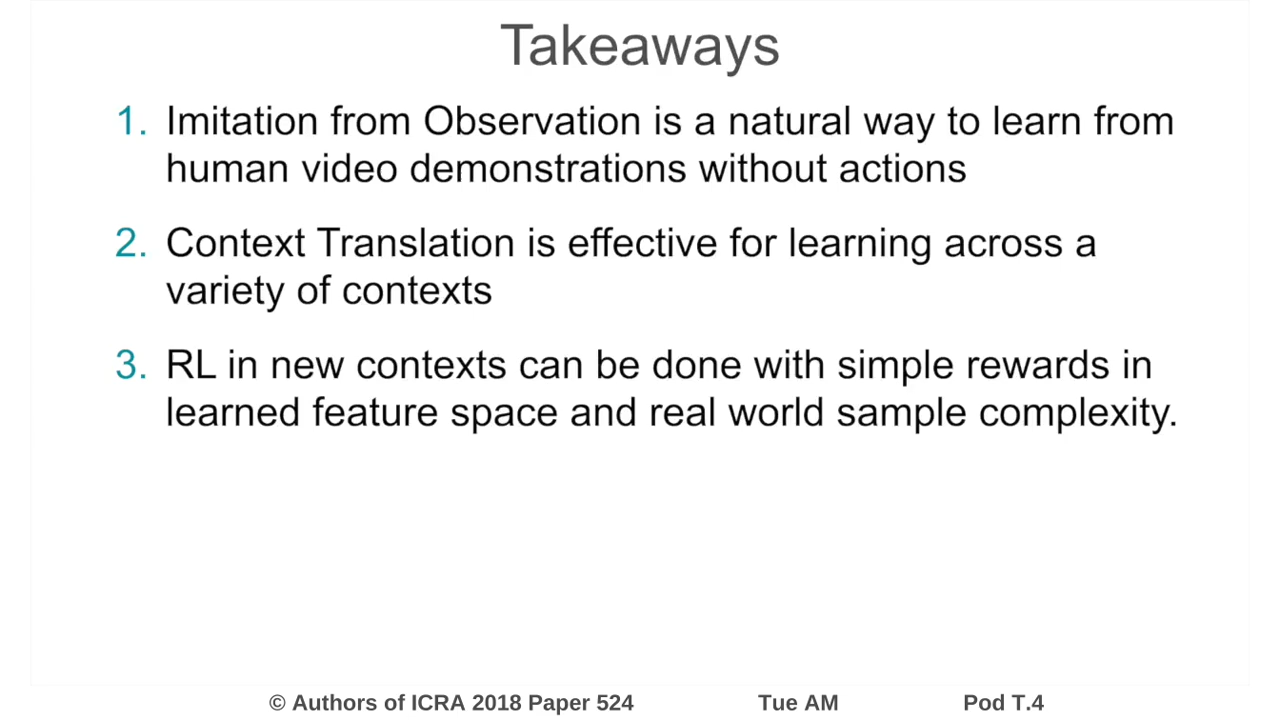 Takeaways
1. Imitation from Observation is a natural way to learn from
human video demonstrations without actions
2. Context Translation is effective for learning across a
variety of contexts
3. RL in new contexts can be done with simple rewards in
learned feature space and real world sample complexity.
© Authors of ICRA 2018 Paper 524 Tue AM Pod T.4